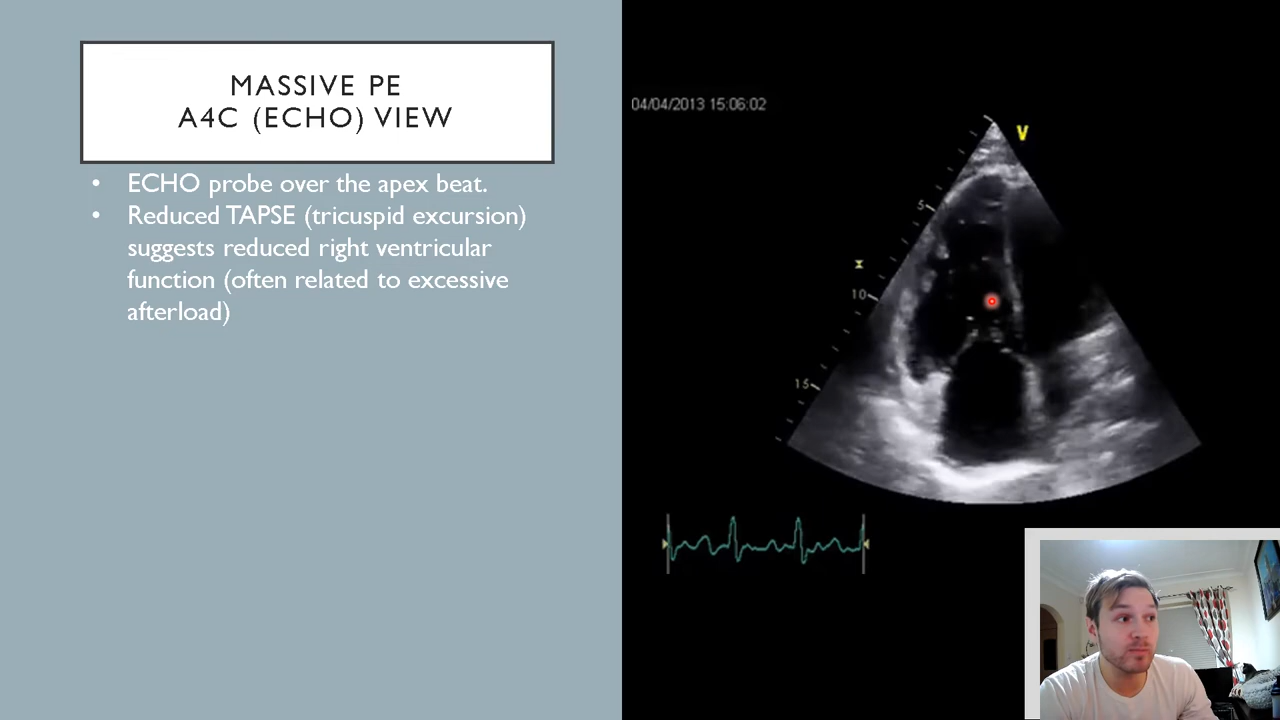 MASSIVE PE
A4C (ECHO) VIEW
• ECHO probe over the apex beat.
• Reduced TAPSE (tricuspid excursion)
suggests reduced right ventricular
function (often related to excessive
afterload)
04/04/2013 15:06:02
V
5
10
15